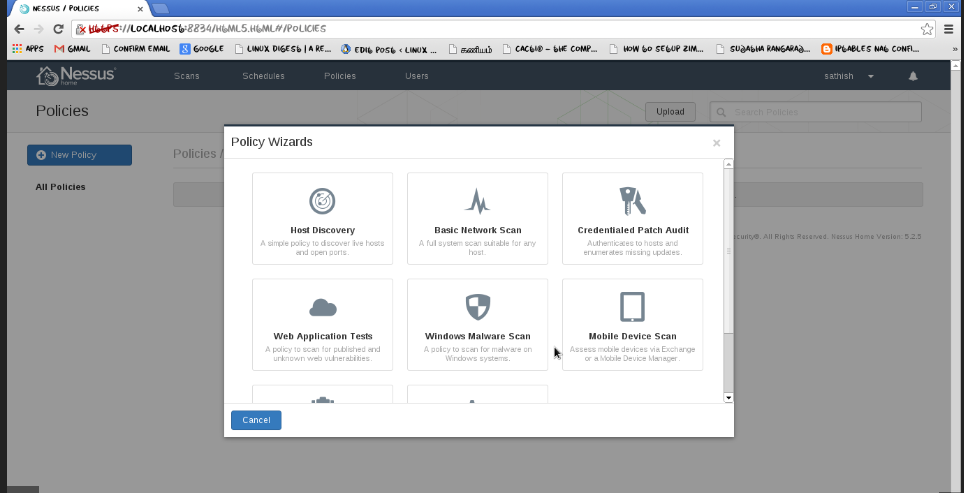 NESSUS / POLICIES
HTTPS://LOCALHOST:8834/HTML5.HTML#/POLICIES
APPS GMAIL CONFIRM EMAIL GOOGLE LINUX DIGEST | A RE... EDIT POST < LINUX ... கணியம் CACTI® - THE COMP... HOW TO SETUP ZIM... SUJATHA RANGARAJ... IPTABLES NAT CONFI... »
Nessus home Scans Schedules Policies Users sathish
Policies Upload Search Policies
Policy Wizards ×
New Policy Policies /
All Policies
Host Discovery Basic Network Scan Credentialed Patch Audit
A simple policy to discover live hosts and open ports. A full system scan suitable for any host. Authenticates to hosts and enumerates missing updates.
ecurity®. All Rights Reserved. Nessus Home Version: 5.2.5
Web Application Tests Windows Malware Scan Mobile Device Scan
A policy to scan for published and unknown web vulnerabilities. A policy to scan for malware on Windows systems. Assess mobile devices via Exchange or a Mobile Device Manager.
Cancel